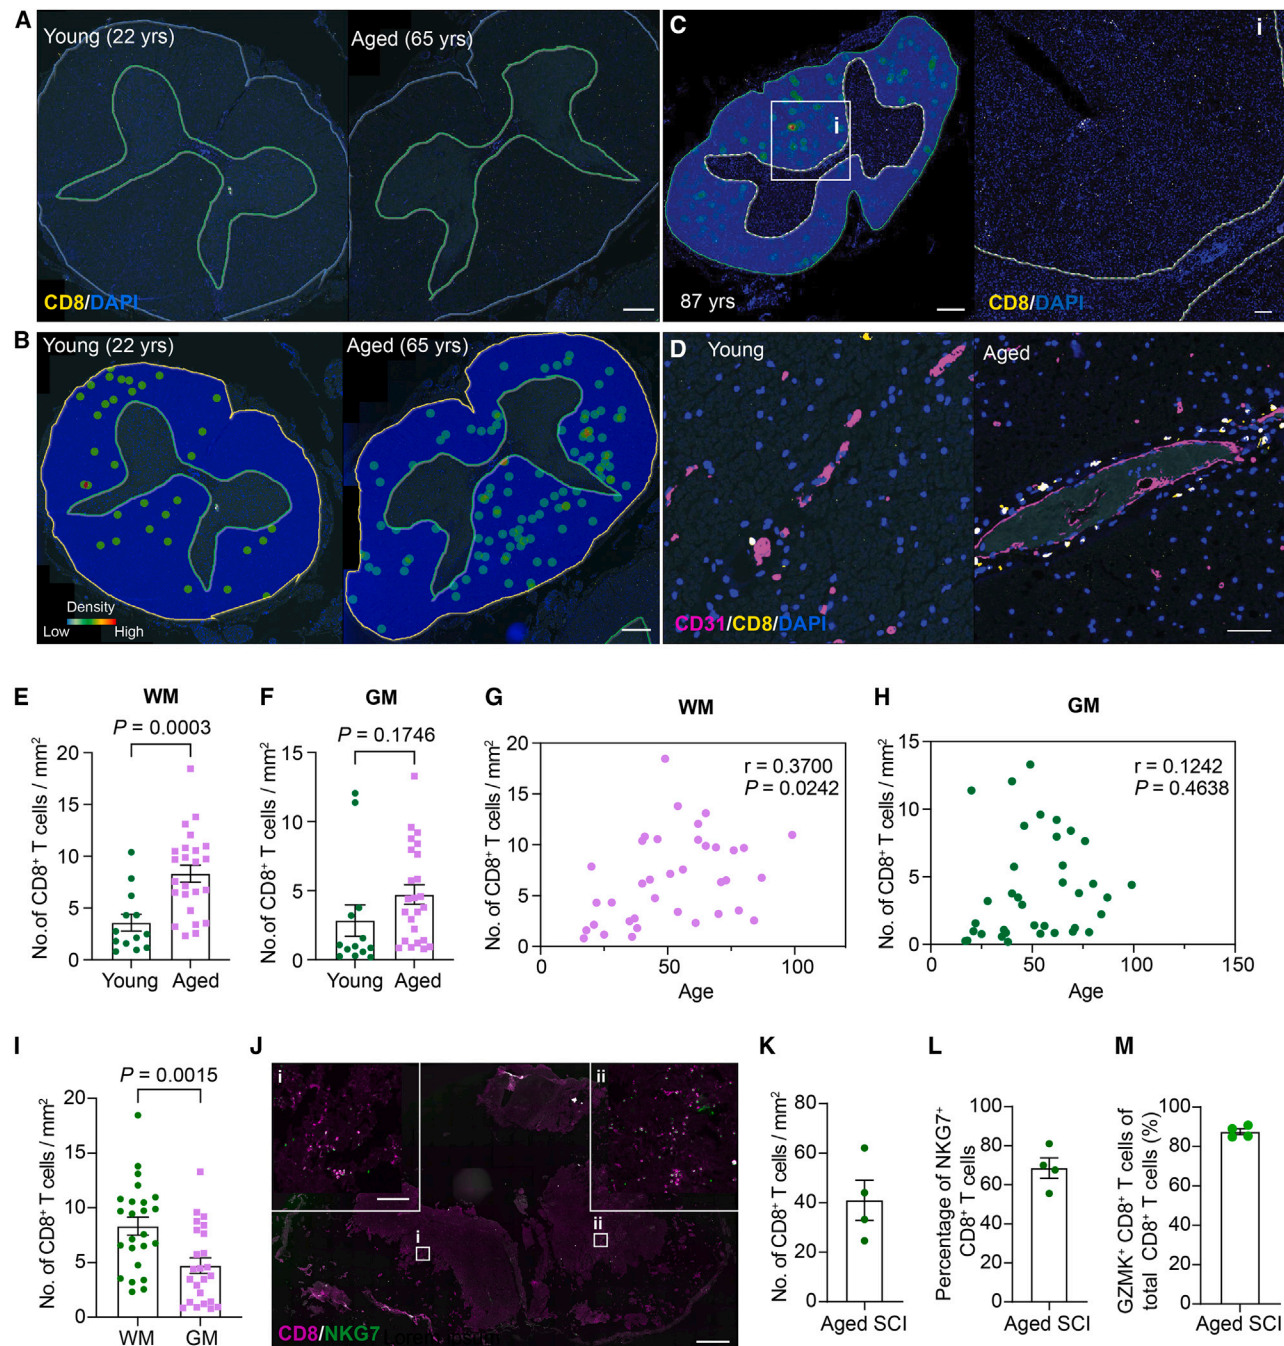 A
Young (22 yrs)
Aged (65 yrs)
CD8/DAPI
B
Young (22 yrs)
Aged (65 yrs)
Density
Low High
C
i
87 yrs
i
CD8/DAPI
D
Young
Aged
CD31/CD8/DAPI
E
WM
P = 0.0003
No.of CD8⁺ T cells / mm²
20
15
10
5
0
Young Aged
F
GM
P = 0.1746
No. of CD8⁺ T cells / mm²
15
10
5
0
Young Aged
G
WM
r = 0.3700
P = 0.0242
No. of CD8⁺ T cells / mm²
20
15
10
5
0
0 50 100
Age
H
GM
r = 0.1242
P = 0.4638
No. of CD8⁺ T cells / mm²
15
10
5
0
0 50 100 150
Age
I
P = 0.0015
No. of CD8⁺ T cells / mm²
20
15
10
5
0
WM GM
J
i
ii
i
ii
CD8/NKG7
K
No. of CD8⁺ T cells / mm²
80
60
40
20
0
Aged SCI
L
Percentage of NKG7⁺
CD8⁺ T cells
100
80
60
40
20
0
Aged SCI
M
GZMK⁺ CD8⁺ T cells of
total CD8⁺ T cells (%)
100
80
60
40
20
0
Aged SCI